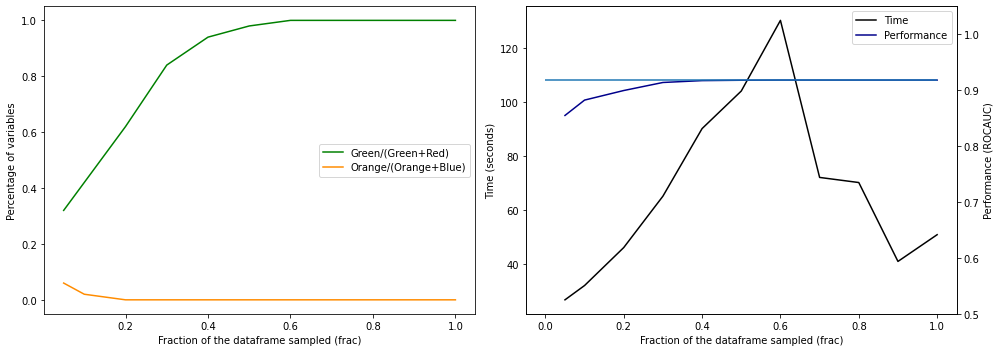 Percentage of variables
1.0
0.8
0.6
0.4
0.2
0.0
Green/(Green+Red)
Orange/(Orange+Blue)
0.2 0.4 0.6 0.8 1.0
Fraction of the dataframe sampled (frac)
Time (seconds)
120
100
80
60
40
Time
Performance
1.0
0.9
0.8
0.7
0.6
0.5
Performance (ROCAUC)
0.0 0.2 0.4 0.6 0.8 1.0
Fraction of the dataframe sampled (frac)